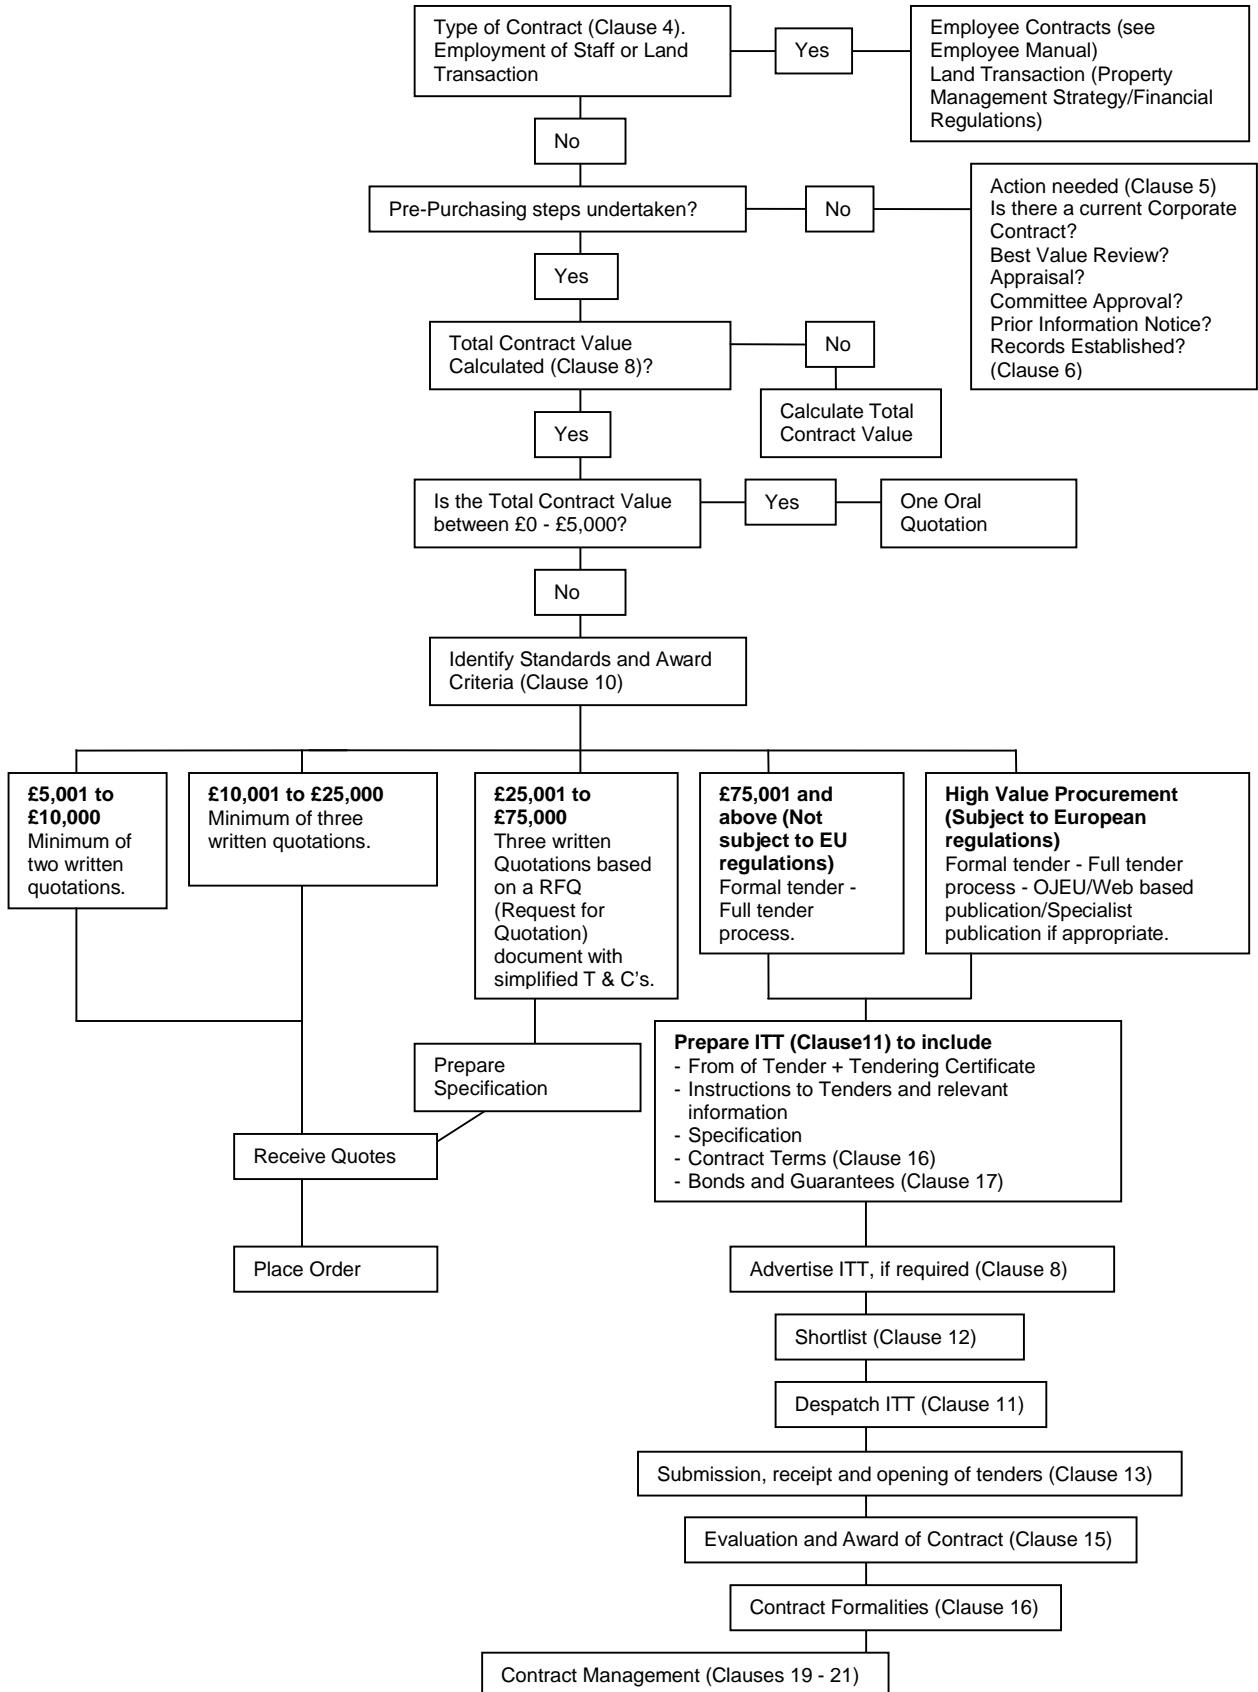 Type of Contract (Clause 4).
Employment of Staff or Land
Transaction
Yes
Employee Contracts (see
Employee Manual)
Land Transaction (Property
Management Strategy/Financial
Regulations)
No
Pre-Purchasing steps undertaken?
No
Action needed (Clause 5)
Is there a current Corporate
Contract?
Best Value Review?
Appraisal?
Committee Approval?
Prior Information Notice?
Records Established?
(Clause 6)
Yes
Total Contract Value
Calculated (Clause 8)?
No
Calculate Total
Contract Value
Yes
Is the Total Contract Value
between £0 - £5,000?
Yes
One Oral
Quotation
No
Identify Standards and Award
Criteria (Clause 10)
£5,001 to
£10,000
Minimum of
two written
quotations.
£10,001 to £25,000
Minimum of three
written quotations.
£25,001 to
£75,000
Three written
Quotations based
on a RFQ
(Request for
Quotation)
document with
simplified T & C's.
£75,001 and
above (Not
subject to EU
regulations)
Formal tender -
Full tender
process.
High Value Procurement
(Subject to European
regulations)
Formal tender - Full tender
process - OJEU/Web based
publication/Specialist
publication if appropriate.
Prepare
Specification
Receive Quotes
Place Order
Prepare ITT (Clause11) to include
- From of Tender + Tendering Certificate
- Instructions to Tenders and relevant
information
- Specification
- Contract Terms (Clause 16)
- Bonds and Guarantees (Clause 17)
Advertise ITT, if required (Clause 8)
Shortlist (Clause 12)
Despatch ITT (Clause 11)
Submission, receipt and opening of tenders (Clause 13)
Evaluation and Award of Contract (Clause 15)
Contract Formalities (Clause 16)
Contract Management (Clauses 19 - 21)